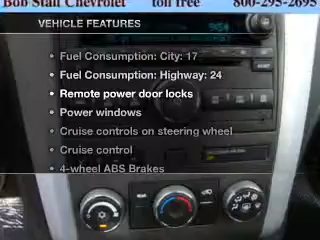 Bob Stall Chevrolet toll free 800-295-2695
VEHICLE FEATURES
• Fuel Consumption: City: 17
• Fuel Consumption: Highway: 24
• Remote power door locks
• Power windows
• Cruise controls on steering wheel
• Cruise control
• 4-wheel ABS Brakes